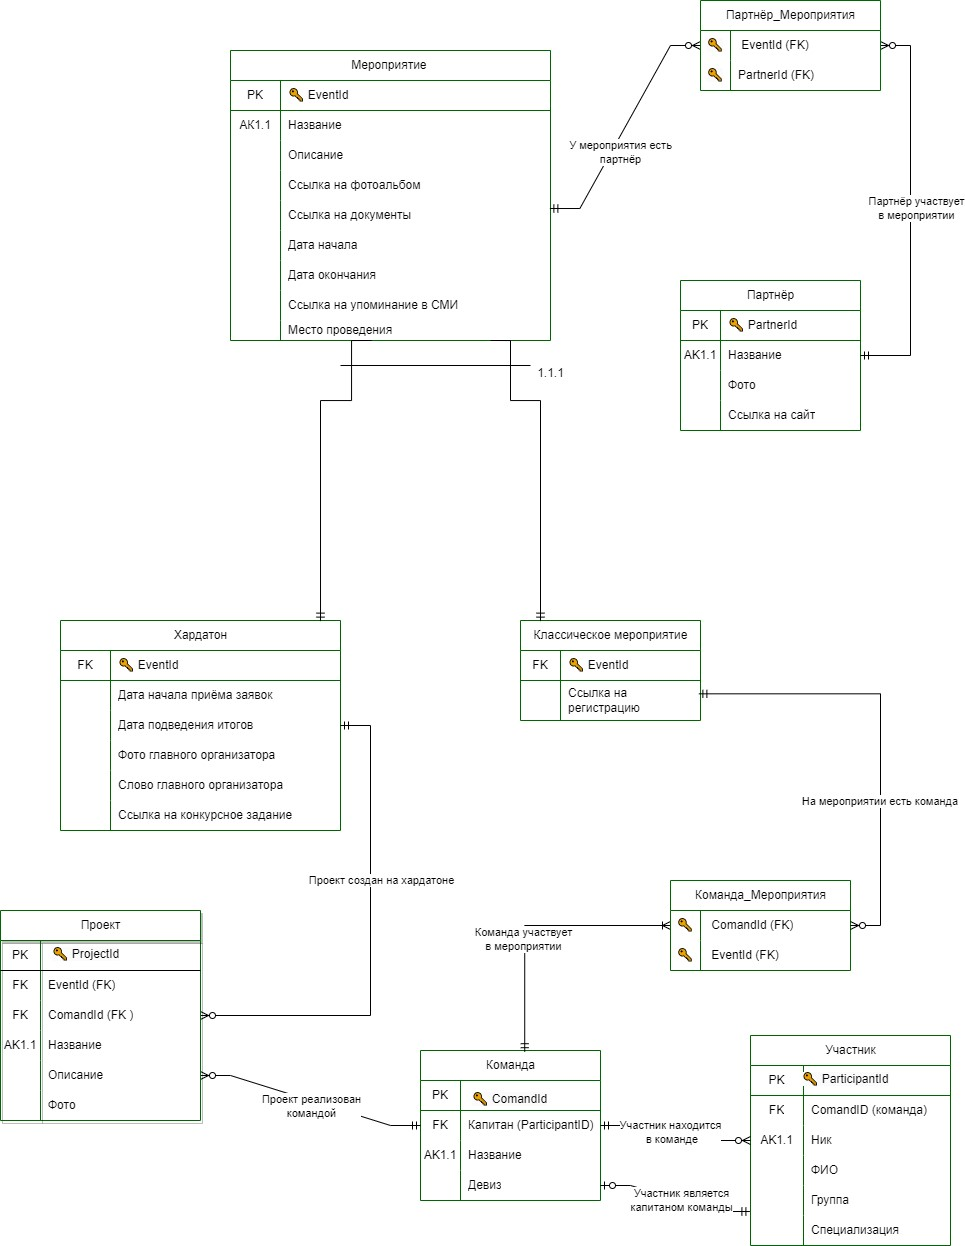 Партнёр_Мероприятия
EventId (FK)
PartnerId (FK)
Мероприятие
PK EventId
АК1.1 Название
Описание
Ссылка на фотоальбом
Ссылка на документы
Дата начала
Дата окончания
Ссылка на упоминание в СМИ
Место проведения
У мероприятия есть
партнёр
Партнёр участвует
в мероприятии
Партнёр
PK PartnerId
AK1.1 Название
Фото
Ссылка на сайт
1.1.1
Хардатон
FK EventId
Дата начала приёма заявок
Дата подведения итогов
Фото главного организатора
Слово главного организатора
Ссылка на конкурсное задание
Классическое мероприятие
FK EventId
Ссылка на
регистрацию
На мероприятии есть команда
Проект создан на хардатоне
Команда_Мероприятия
ComandId (FK)
EventId (FK)
Команда участвует
в мероприятии
Проект
PK ProjectId
FK EventId (FK)
FK ComandId (FK )
AK1.1 Название
Описание
Фото
Проект реализован
командой
Команда
PK ComandId
FK Капитан (ParticipantID)
AK1.1 Название
Девиз
Участник находится
в команде
Участник является
капитаном команды
Участник
PK ParticipantId
FK ComandID (команда)
AK1.1 Ник
ФИО
Группа
Специализация